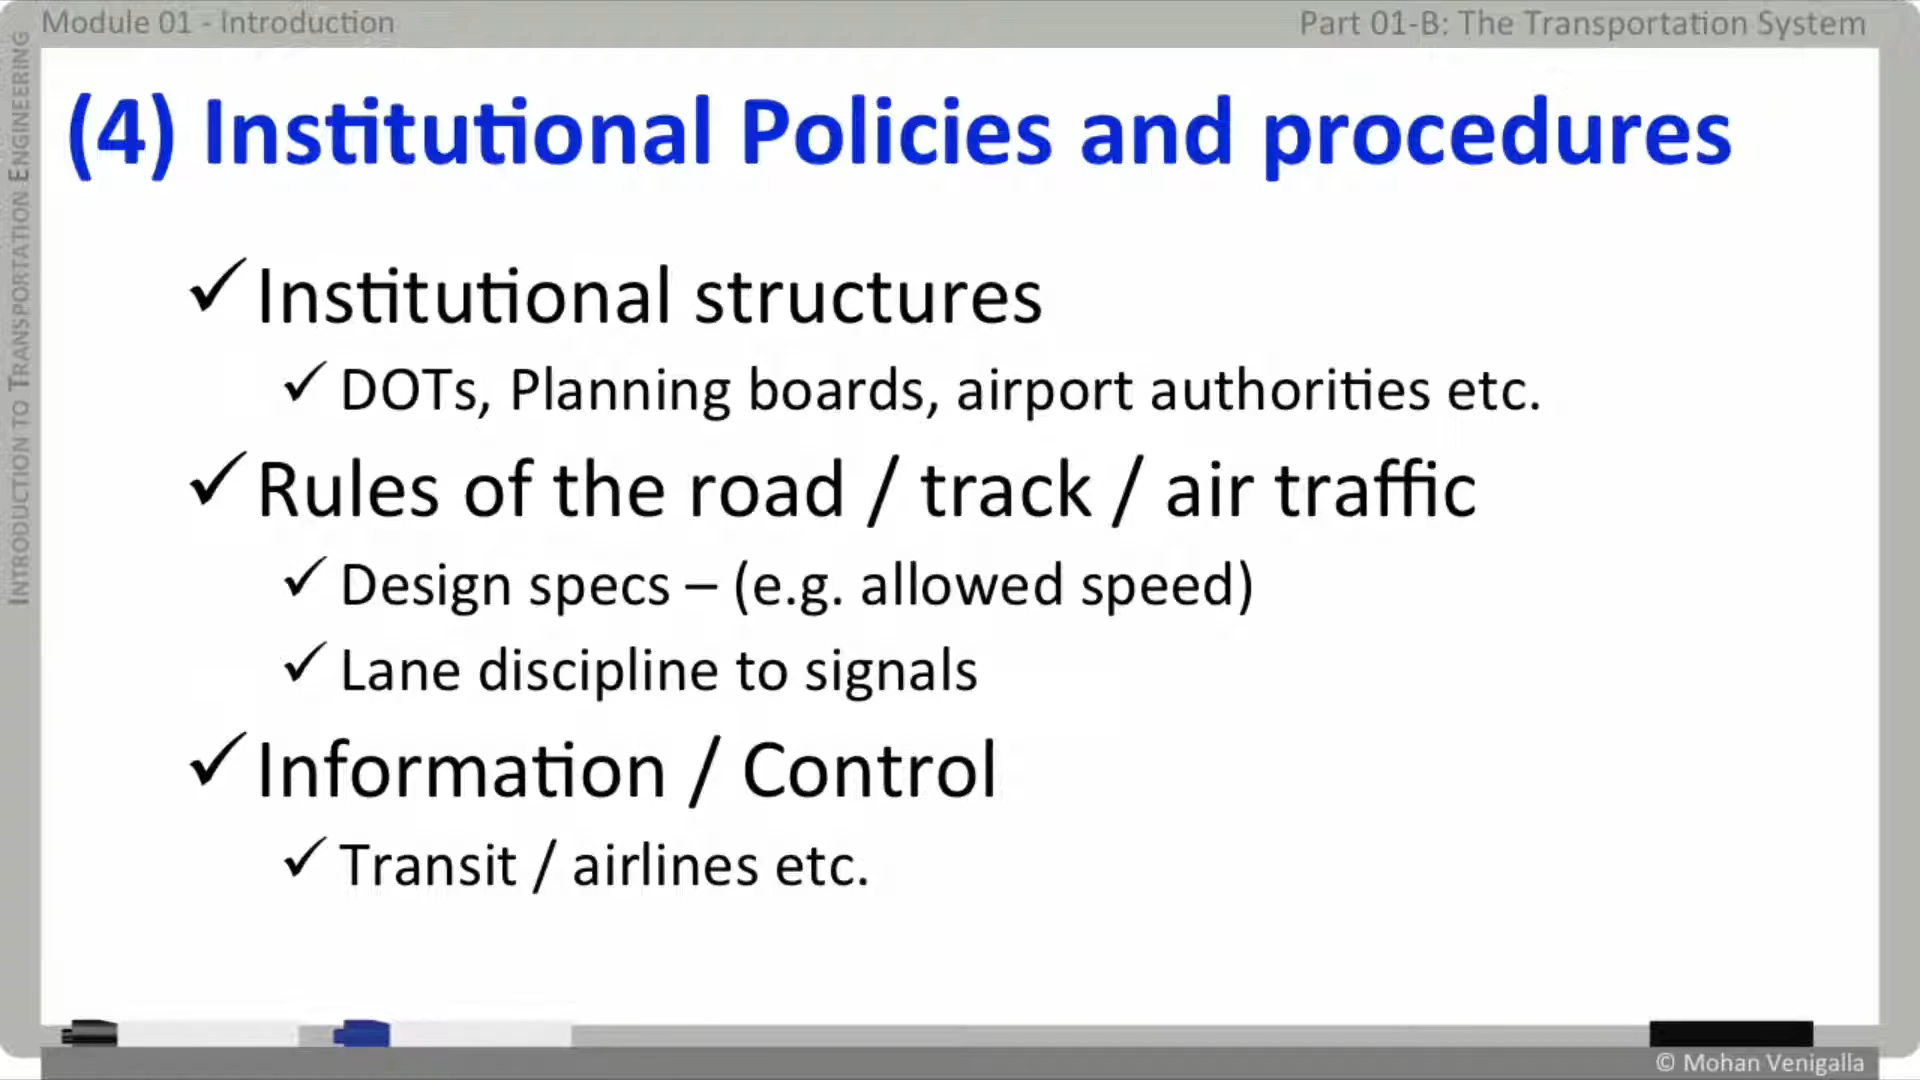 Module 01 - Introduction
Part 01-B: The Transportation System
INTRODUCTION TO TRANSPORTATION ENGINEERING
(4) Institutional Policies and procedures
✓ Institutional structures
✓ DOTs, Planning boards, airport authorities etc.
✓ Rules of the road / track / air traffic
✓ Design specs – (e.g. allowed speed)
✓ Lane discipline to signals
✓ Information / Control
✓ Transit / airlines etc.
© Mohan Venigalla